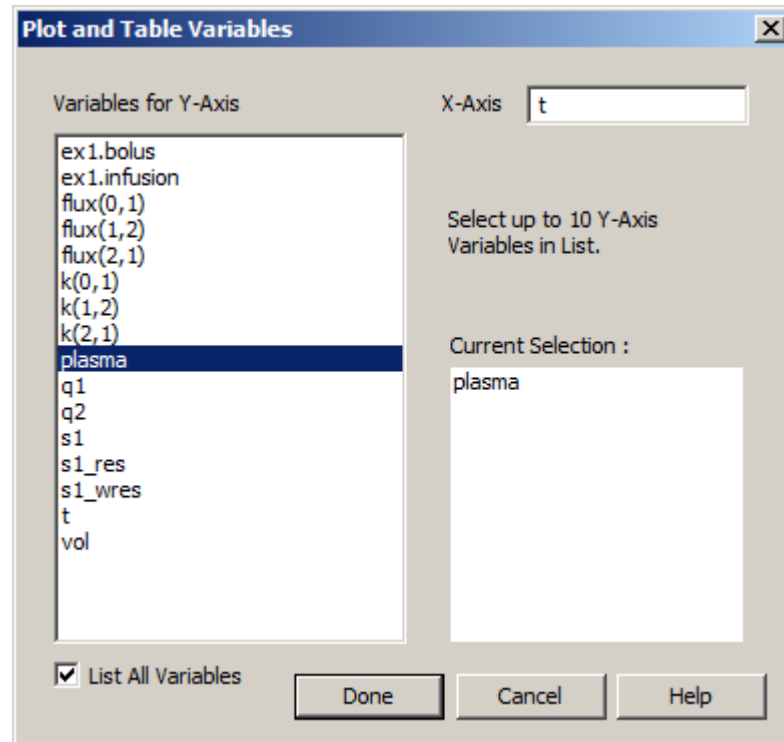 Plot and Table Variables
Variables for Y-Axis
X-Axis
t
ex1.bolus
ex1.infusion
flux(0,1)
flux(1,2)
flux(2,1)
k(0,1)
k(1,2)
k(2,1)
plasma
q1
q2
s1
s1_res
s1_wres
t
vol
Select up to 10 Y-Axis
Variables in List.
Current Selection :
plasma
List All Variables
Done
Cancel
Help